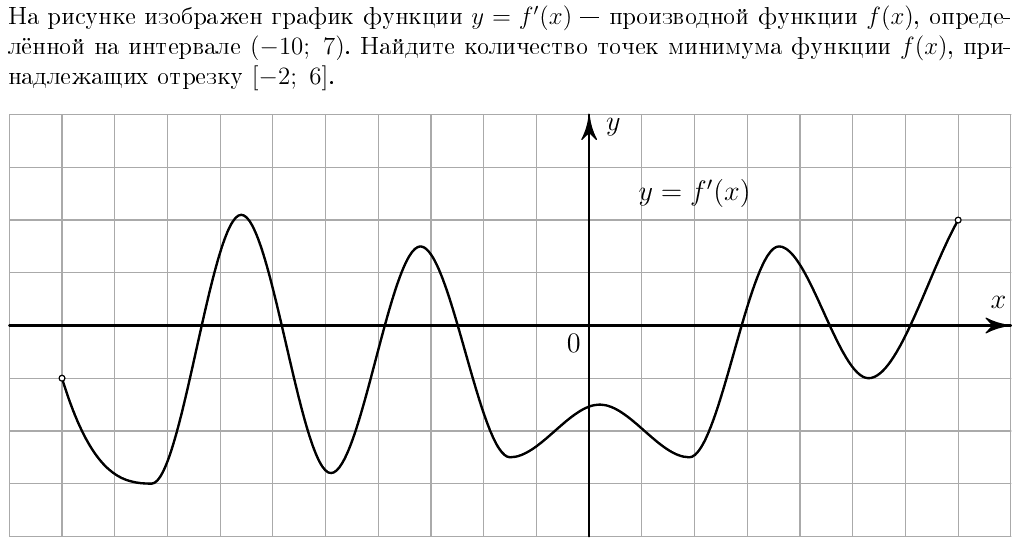 На рисунке изображен график функции y = f′(x) — производной функции f(x), опреде-
лённой на интервале (−10; 7). Найдите количество точек минимума функции f(x), при-
надлежащих отрезку [−2; 6].
y
y = f′(x)
x
0